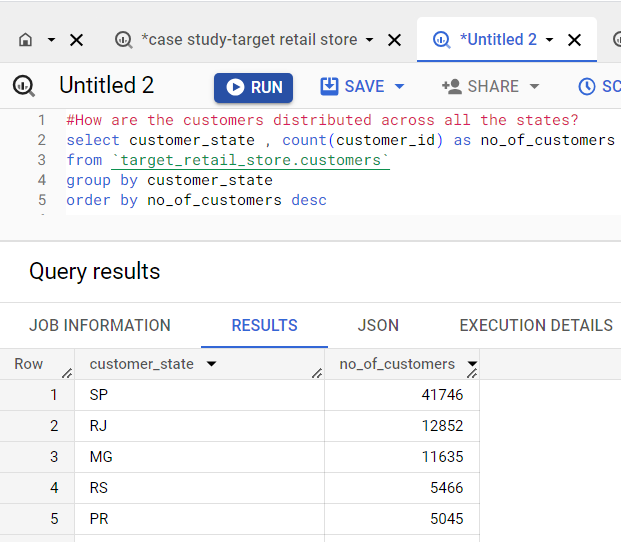 *case study-target retail store
*Untitled 2
Untitled 2
RUN
SAVE
SHARE
SC
1 #How are the customers distributed across all the states?
2 select customer_state , count(customer_id) as no_of_customers
3 from `target_retail_store.customers`
4 group by customer_state
5 order by no_of_customers desc
Query results
JOB INFORMATION
RESULTS
JSON
EXECUTION DETAILS
Row customer_state no_of_customers
1 SP 41746
2 RJ 12852
3 MG 11635
4 RS 5466
5 PR 5045